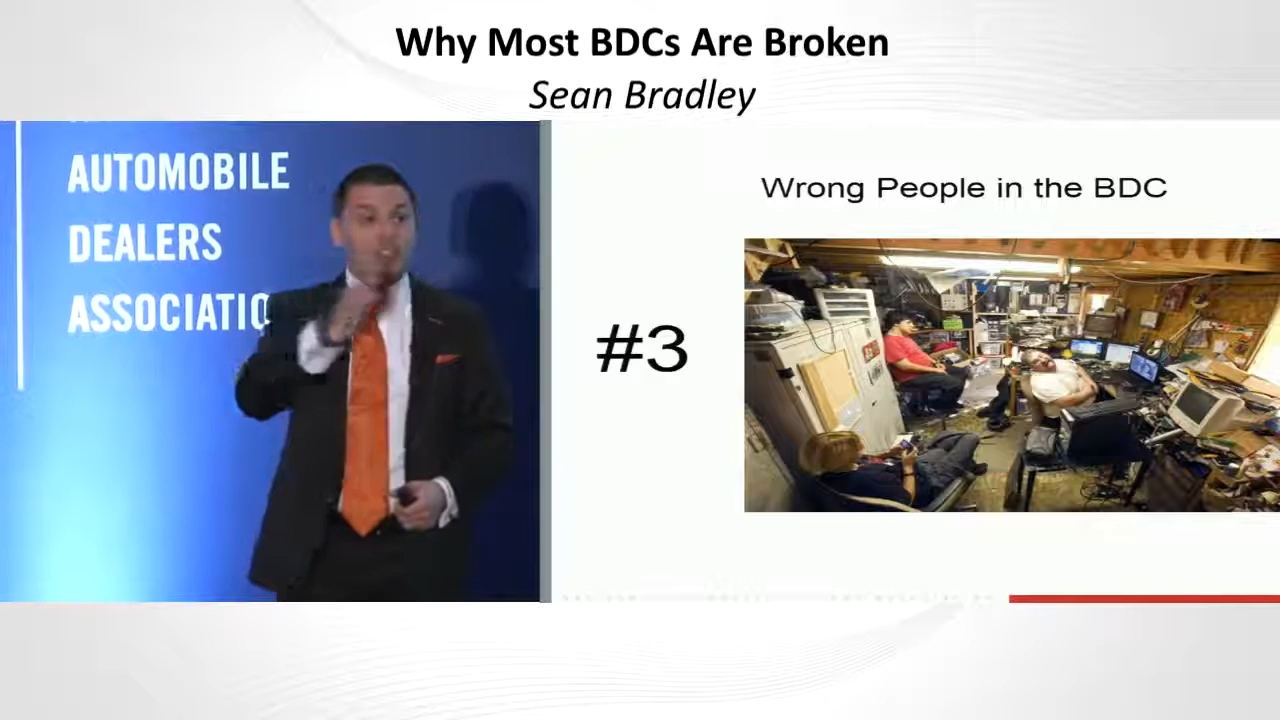 Why Most BDCs Are Broken
Sean Bradley
AUTOMOBILE
DEALERS
ASSOCIATIO
Wrong People in the BDC
#3